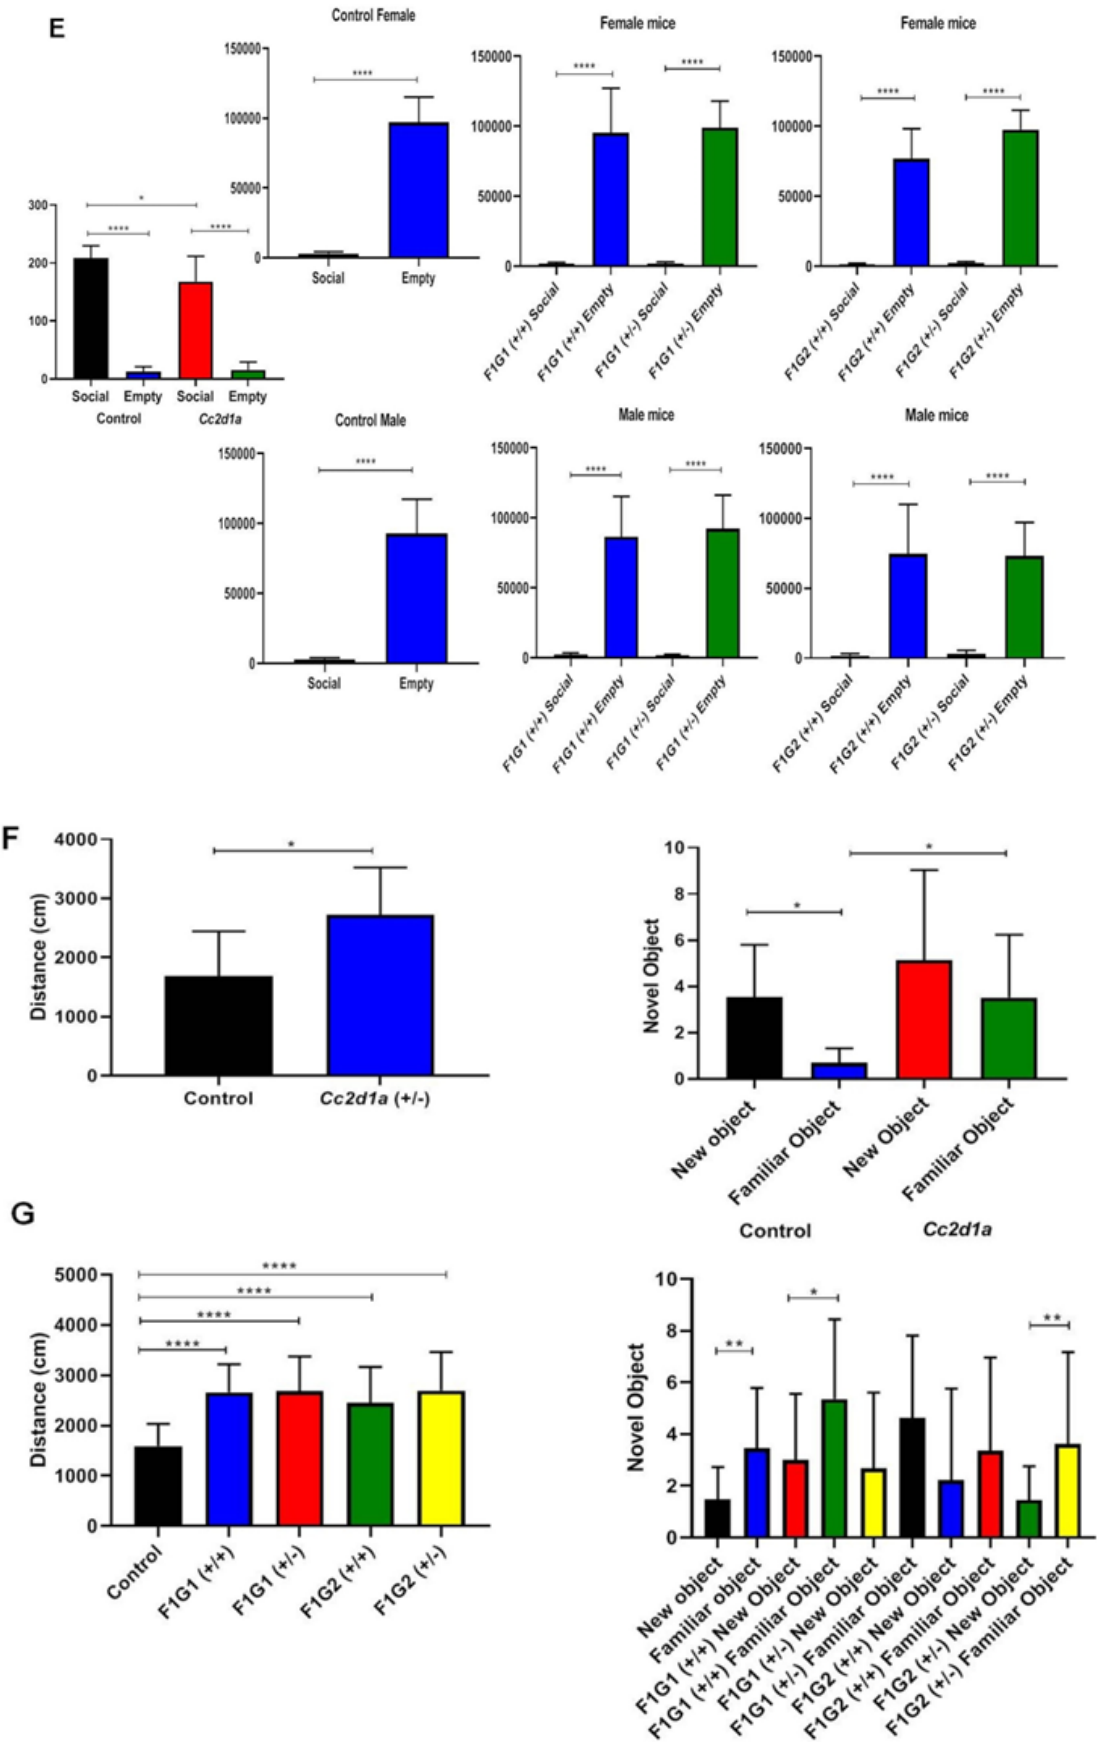 E
Control Female
150000
100000
50000
0
****
Social Empty
Female mice
150000
100000
50000
0
**** ****
F1G1 (+/+) Social
F1G1 (+/+) Empty
F1G1 (+/-) Social
F1G1 (+/-) Empty
Female mice
150000
100000
50000
0
**** ****
F1G2 (+/+) Social
F1G2 (+/+) Empty
F1G2 (+/-) Social
F1G2 (+/-) Empty
300
200
100
0
*
**** ****
Social Empty Social Empty
Control Cc2d1a
Control Male
150000
100000
50000
0
****
Social Empty
Male mice
150000
100000
50000
0
**** ****
F1G1 (+/+) Social
F1G1 (+/+) Empty
F1G1 (+/-) Social
F1G1 (+/-) Empty
Male mice
150000
100000
50000
0
**** ****
F1G2 (+/+) Social
F1G2 (+/+) Empty
F1G2 (+/-) Social
F1G2 (+/-) Empty
F
Distance (cm)
4000
3000
2000
1000
0
*
Control Cc2d1a (+/-)
Novel Object
10
8
6
4
2
0
*
*
New object
Familiar Object
New Object
Familiar Object
Control Cc2d1a
G
Distance (cm)
5000
4000
3000
2000
1000
0
****
****
****
****
Control
F1G1 (+/+)
F1G1 (+/-)
F1G2 (+/+)
F1G2 (+/-)
Novel Object
10
8
6
4
2
0
**
*
**
New object
Familiar object
F1G1 (+/+) New Object
F1G1 (+/+) Familiar Object
F1G1 (+/-) New Object
F1G1 (+/-) Familiar Object
F1G2 (+/+) New Object
F1G2 (+/+) Familiar Object
F1G2 (+/-) New Object
F1G2 (+/-) Familiar Object